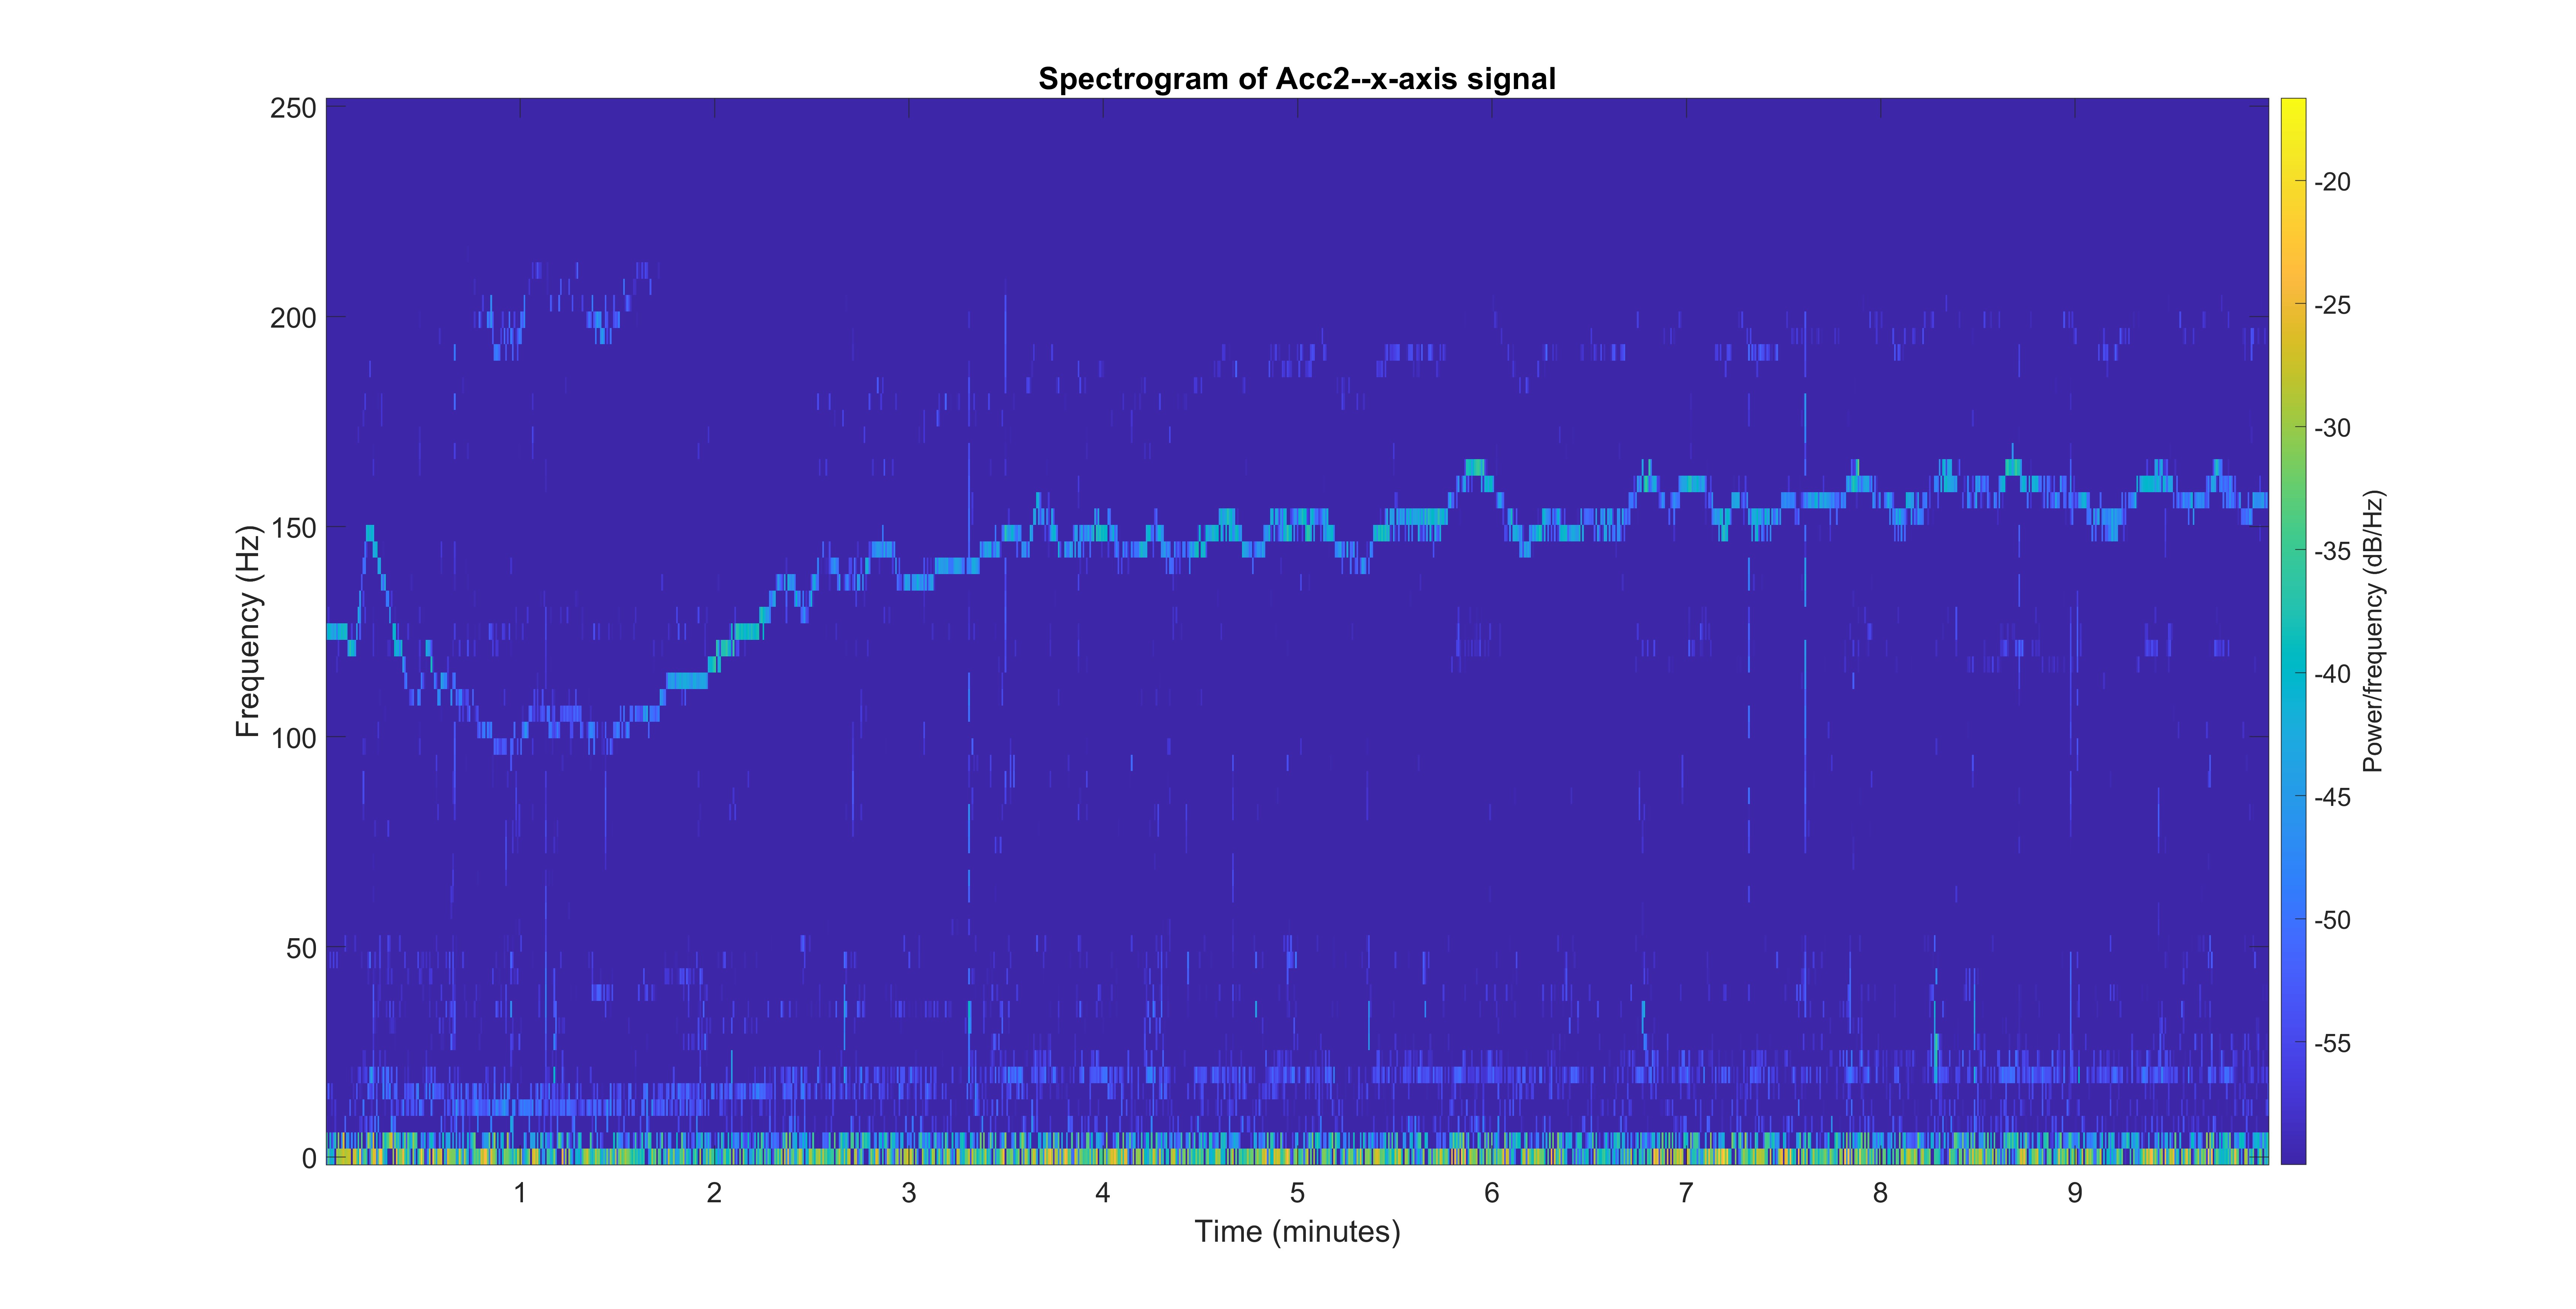 Spectrogram of Acc2--x-axis signal
250
200
150
100
50
0
Frequency (Hz)
1 2 3 4 5 6 7 8 9
Time (minutes)
-20
-25
-30
-35
-40
-45
-50
-55
Power/frequency (dB/Hz)